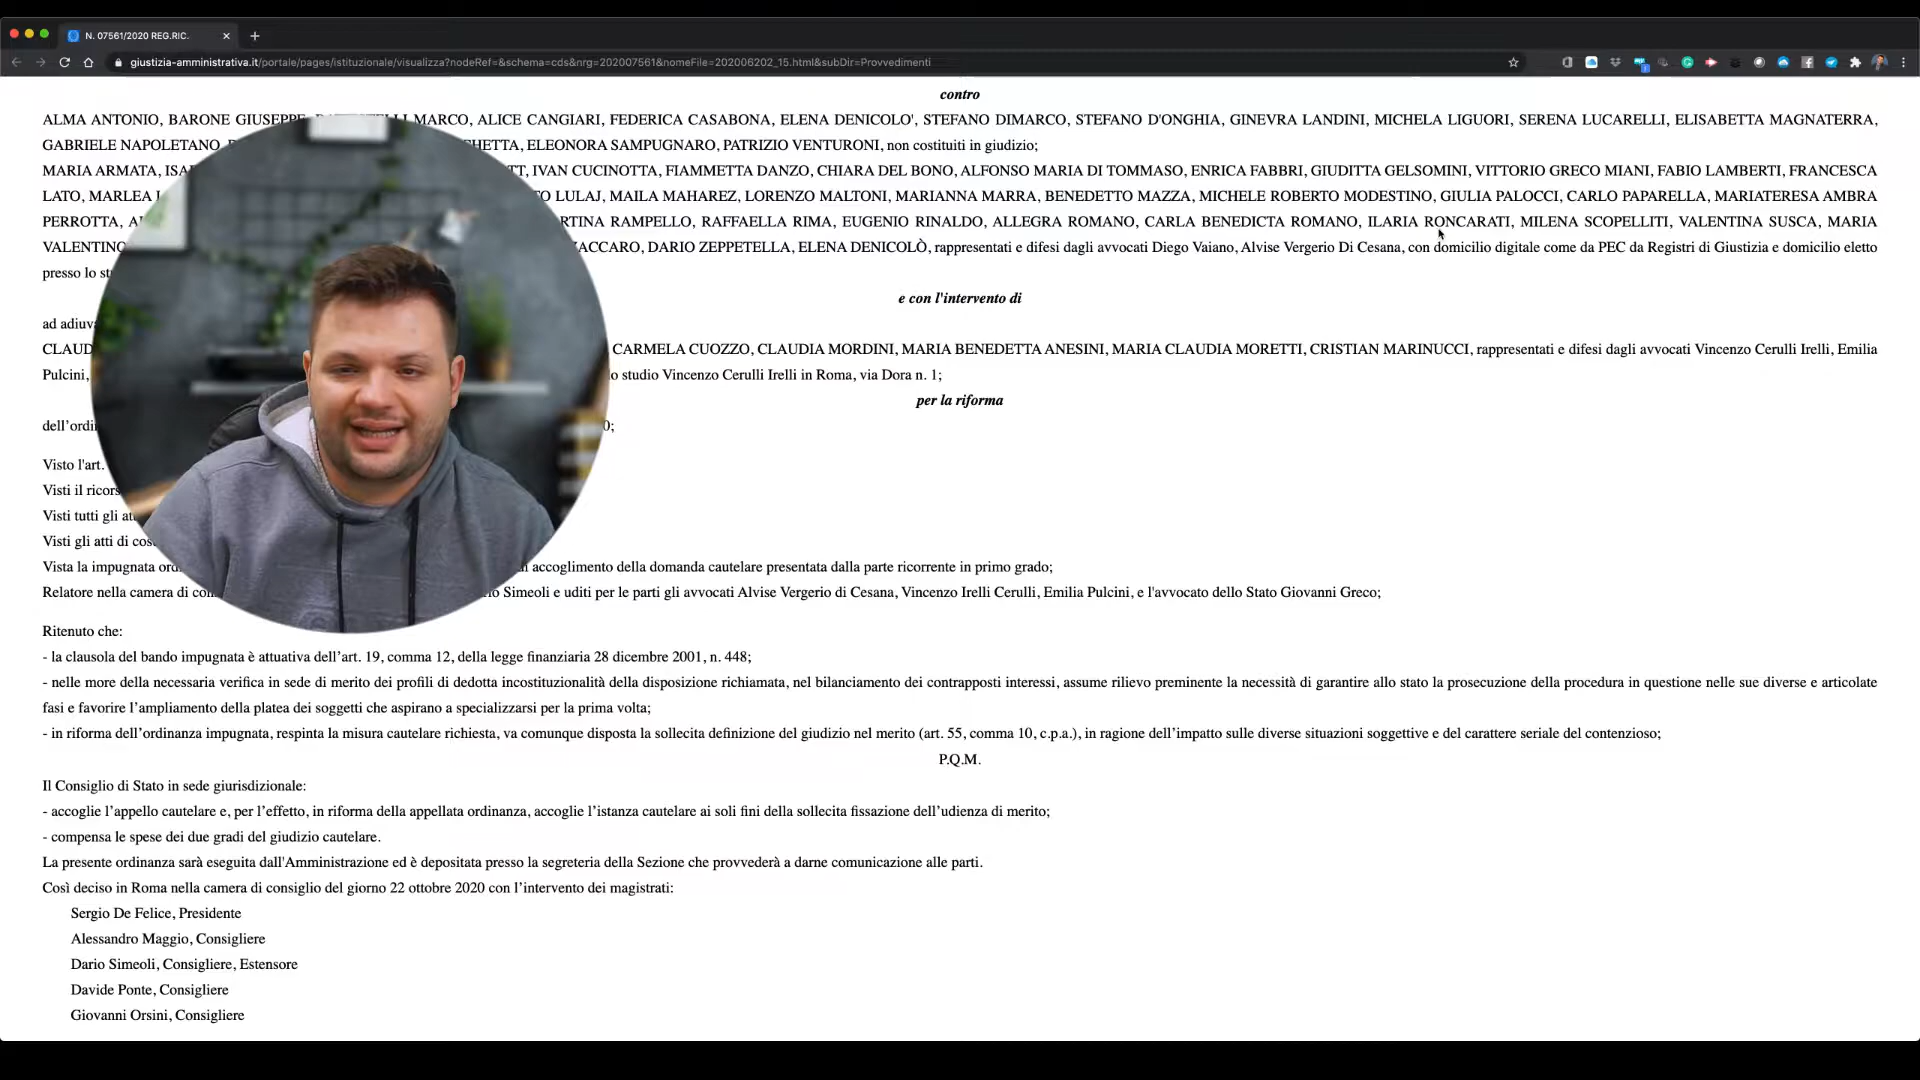 N. 07561/2020 REG.RIC.
giustizia-amministrativa.it/portale/pages/istituzionale/visualizza?nodeRef=&schema=cds&nrg=202007561&nomeFile=202006202_15.html&subDir=Provvedimenti
contro
ALMA ANTONIO, BARONE GIUSEPPE, MARCO, ALICE CANGIARI, FEDERICA CASABONA, ELENA DENICOLO', STEFANO DIMARCO, STEFANO D'ONGHIA, GINEVRA LANDINI, MICHELA LIGUORI, SERENA LUCARELLI, ELISABETTA MAGNATERRA,
GABRIELE NAPOLETANO, ELEONORA SAMPUGNARO, PATRIZIO VENTURONI, non costituiti in giudizio;
MARIA ARMATA, IVAN CUCINOTTA, FIAMMETTA DANZO, CHIARA DEL BONO, ALFONSO MARIA DI TOMMASO, ENRICA FABBRI, GIUDITTA GELSOMINI, VITTORIO GRECO MIANI, FABIO LAMBERTI, FRANCESCA
LATO, MARLEA LULAJ, MAILA MAHAREZ, LORENZO MALTONI, MARIANNA MARRA, BENEDETTO MAZZA, MICHELE ROBERTO MODESTINO, GIULIA PALOCCI, CARLO PAPARELLA, MARIATERESA AMBRA
PERROTTA, RAMPELLO, RAFFAELLA RIMA, EUGENIO RINALDO, ALLEGRA ROMANO, CARLA BENEDICTA ROMANO, ILARIA RONCARATI, MILENA SCOPELLITI, VALENTINA SUSCA, MARIA
VALENTINO ACCARO, DARIO ZEPPETELLA, ELENA DENICOLÒ, rappresentati e difesi dagli avvocati Diego Vaiano, Alvise Vergerio Di Cesana, con domicilio digitale come da PEC da Registri di Giustizia e domicilio eletto
presso lo
e con l'intervento di
ad
CARMELA CUOZZO, CLAUDIA MORDINI, MARIA BENEDETTA ANESINI, MARIA CLAUDIA MORETTI, CRISTIAN MARINUCCI, rappresentati e difesi dagli avvocati Vincenzo Cerulli Irelli, Emilia
Pulcini, studio Vincenzo Cerulli Irelli in Roma, via Dora n. 1;
per la riforma
0;
Visto l'art.
Visti il
Visti tutti gli
Visti gli atti di
Vista la impugnata accoglimento della domanda cautelare presentata dalla parte ricorrente in primo grado;
Relatore nella camera di Simeoli e uditi per le parti gli avvocati Alvise Vergerio di Cesana, Vincenzo Irelli Cerulli, Emilia Pulcini, e l'avvocato dello Stato Giovanni Greco;
Ritenuto che:
- la clausola del bando impugnata è attuativa dell’art. 19, comma 12, della legge finanziaria 28 dicembre 2001, n. 448;
- nelle more della necessaria verifica in sede di merito dei profili di dedotta incostituzionalità della disposizione richiamata, nel bilanciamento dei contrapposti interessi, assume rilievo preminente la necessità di garantire allo stato la prosecuzione della procedura in questione nelle sue diverse e articolate
fasi e favorire l’ampliamento della platea dei soggetti che aspirano a specializzarsi per la prima volta;
- in riforma dell’ordinanza impugnata, respinta la misura cautelare richiesta, va comunque disposta la sollecita definizione del giudizio nel merito (art. 55, comma 10, c.p.a.), in ragione dell’impatto sulle diverse situazioni soggettive e del carattere seriale del contenzioso;
P.Q.M.
Il Consiglio di Stato in sede giurisdizionale:
- accoglie l’appello cautelare e, per l’effetto, in riforma della appellata ordinanza, accoglie l’istanza cautelare ai soli fini della sollecita fissazione dell’udienza di merito;
- compensa le spese dei due gradi del giudizio cautelare.
La presente ordinanza sarà eseguita dall'Amministrazione ed è depositata presso la segreteria della Sezione che provvederà a darne comunicazione alle parti.
Così deciso in Roma nella camera di consiglio del giorno 22 ottobre 2020 con l’intervento dei magistrati:
Sergio De Felice, Presidente
Alessandro Maggio, Consigliere
Dario Simeoli, Consigliere, Estensore
Davide Ponte, Consigliere
Giovanni Orsini, Consigliere